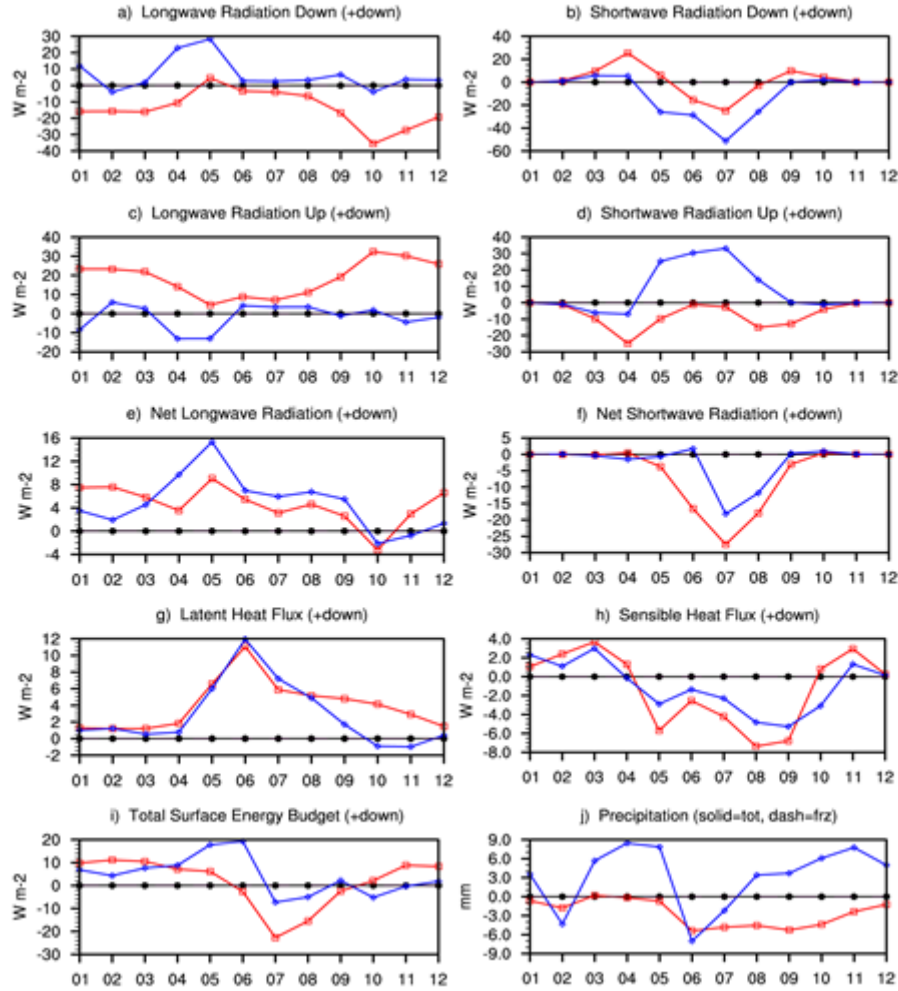 a) Longwave Radiation Down (+down)
30
20
10
0
-10
-20
-30
-40
W m-2
01 02 03 04 05 06 07 08 09 10 11 12
b) Shortwave Radiation Down (+down)
40
20
0
-20
-40
-60
W m-2
01 02 03 04 05 06 07 08 09 10 11 12
c) Longwave Radiation Up (+down)
40
30
20
10
0
-10
-20
W m-2
01 02 03 04 05 06 07 08 09 10 11 12
d) Shortwave Radiation Up (+down)
40
30
20
10
0
-10
-20
-30
W m-2
01 02 03 04 05 06 07 08 09 10 11 12
e) Net Longwave Radiation (+down)
16
12
8
4
0
-4
W m-2
01 02 03 04 05 06 07 08 09 10 11 12
f) Net Shortwave Radiation (+down)
5
0
-5
-10
-15
-20
-25
-30
W m-2
01 02 03 04 05 06 07 08 09 10 11 12
g) Latent Heat Flux (+down)
12
10
8
6
4
2
0
-2
W m-2
01 02 03 04 05 06 07 08 09 10 11 12
h) Sensible Heat Flux (+down)
4.0
2.0
0.0
-2.0
-4.0
-6.0
-8.0
W m-2
01 02 03 04 05 06 07 08 09 10 11 12
i) Total Surface Energy Budget (+down)
20
10
0
-10
-20
-30
W m-2
01 02 03 04 05 06 07 08 09 10 11 12
j) Precipitation (solid=tot, dash=frz)
9.0
6.0
3.0
0.0
-3.0
-6.0
-9.0
mm
01 02 03 04 05 06 07 08 09 10 11 12